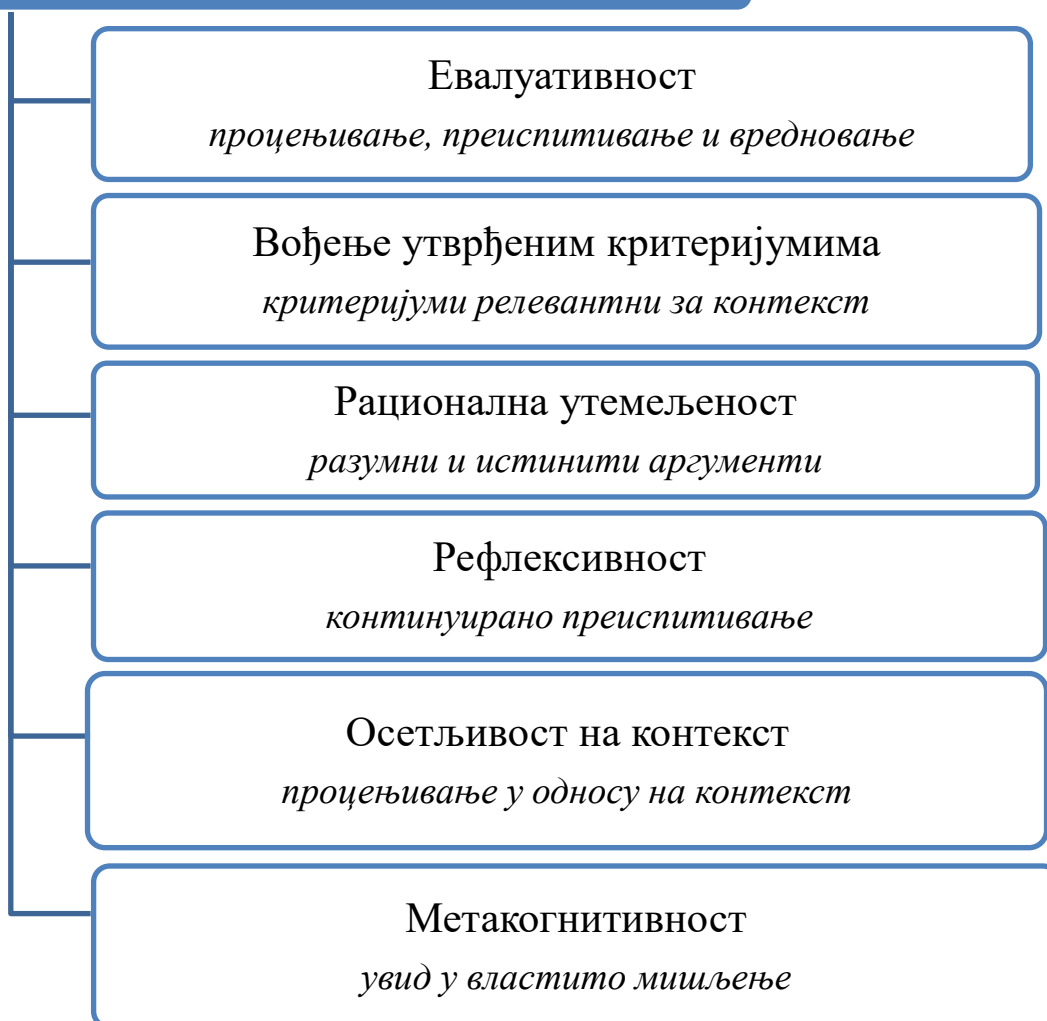 Евалуативност
процењивање, преиспитивање и вредновање
Вођење утврђеним критеријумима
критеријуми релевантни за контекст
Рационална утемељеност
разумни и истинити аргументи
Рефлексивност
континуирано преиспитивање
Осетљивост на контекст
процењивање у односу на контекст
Метакогнитивност
увид у властито мишљење